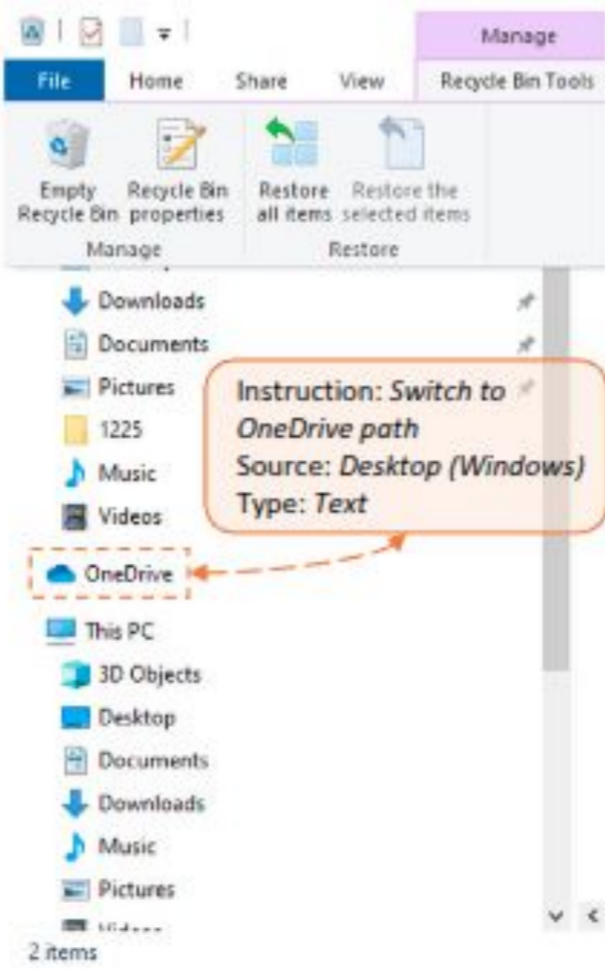 Manage
File Home Share View Recycle Bin Tools
Empty Recycle Bin Restore Restore the
Recycle Bin properties all items selected items
Manage Restore
Downloads
Documents
Pictures
1225
Music
Videos
Instruction: Switch to
OneDrive path
Source: Desktop (Windows)
Type: Text
OneDrive
This PC
3D Objects
Desktop
Documents
Downloads
Music
Pictures
2 items